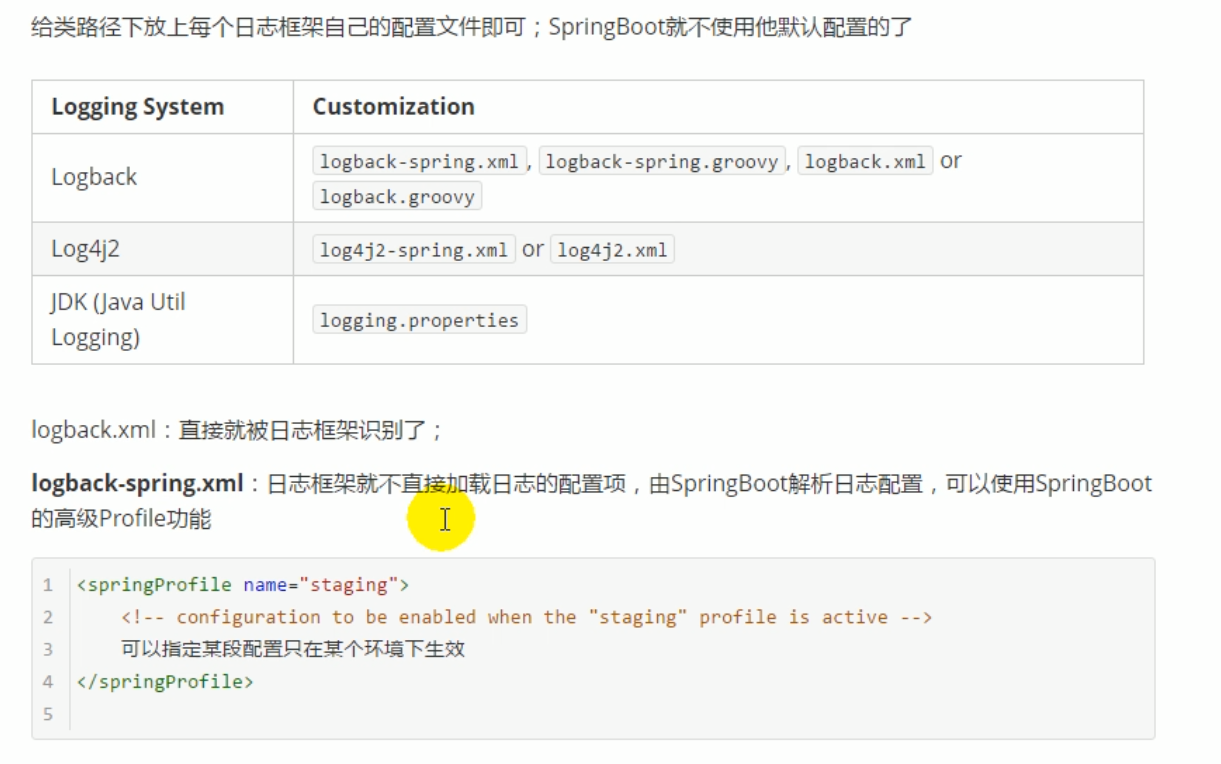 给类路径下放上每个日志框架自己的配置文件即可；SpringBoot就不使用他默认配置的了
Logging System Customization
Logback
logback-spring.xml, logback-spring.groovy, logback.xml or
logback.groovy
Log4j2 log4j2-spring.xml or log4j2.xml
JDK (Java Util
Logging)
logging.properties
logback.xml：直接就被日志框架识别了；
logback-spring.xml：日志框架就不直接加载日志的配置项，由SpringBoot解析日志配置，可以使用SpringBoot
的高级Profile功能
1 <springProfile name="staging">
2 <!-- configuration to be enabled when the "staging" profile is active -->
3 可以指定某段配置只在某个环境下生效
4 </springProfile>
5